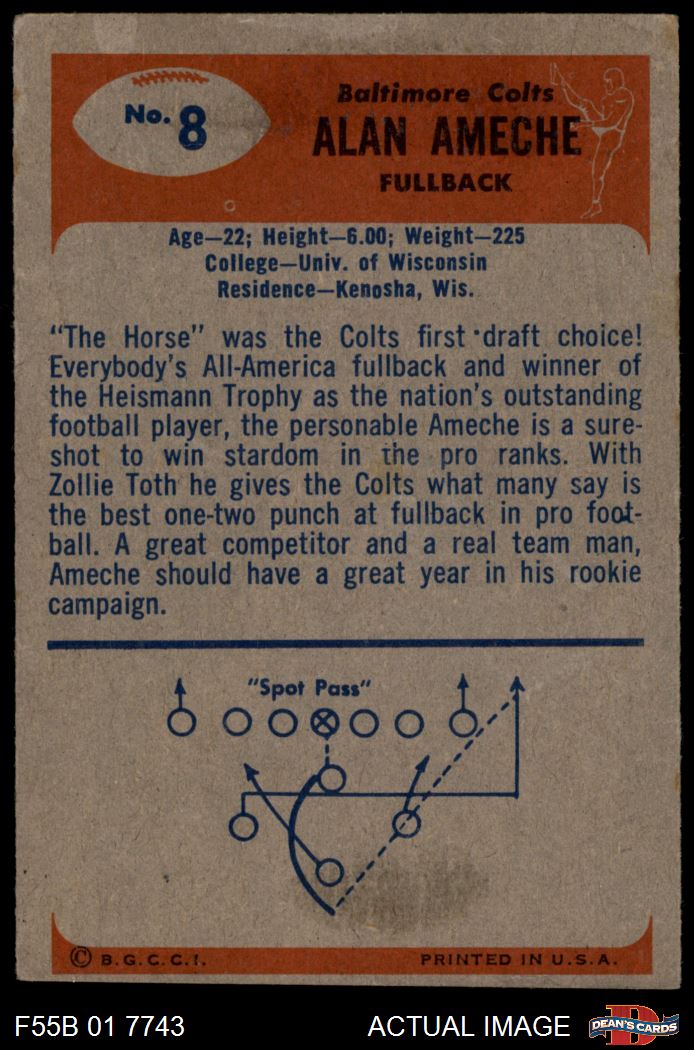 No. 8
Baltimore Colts
ALAN AMECHE
FULLBACK
Age—22; Height—6.00; Weight—225
College—Univ. of Wisconsin
Residence—Kenosha, Wis.
"The Horse" was the Colts first draft choice!
Everybody's All-America fullback and winner of
the Heismann Trophy as the nation's outstanding
football player, the personable Ameche is a sure-
shot to win stardom in the pro ranks. With
Zollie Toth he gives the Colts what many say is
the best one-two punch at fullback in pro foot-
ball. A great competitor and a real team man,
Ameche should have a great year in his rookie
campaign.
"Spot Pass"
© B.G.C.C.I.
PRINTED IN U.S.A.
F55B 01 7743
ACTUAL IMAGE
D
DEAN'S CARDS